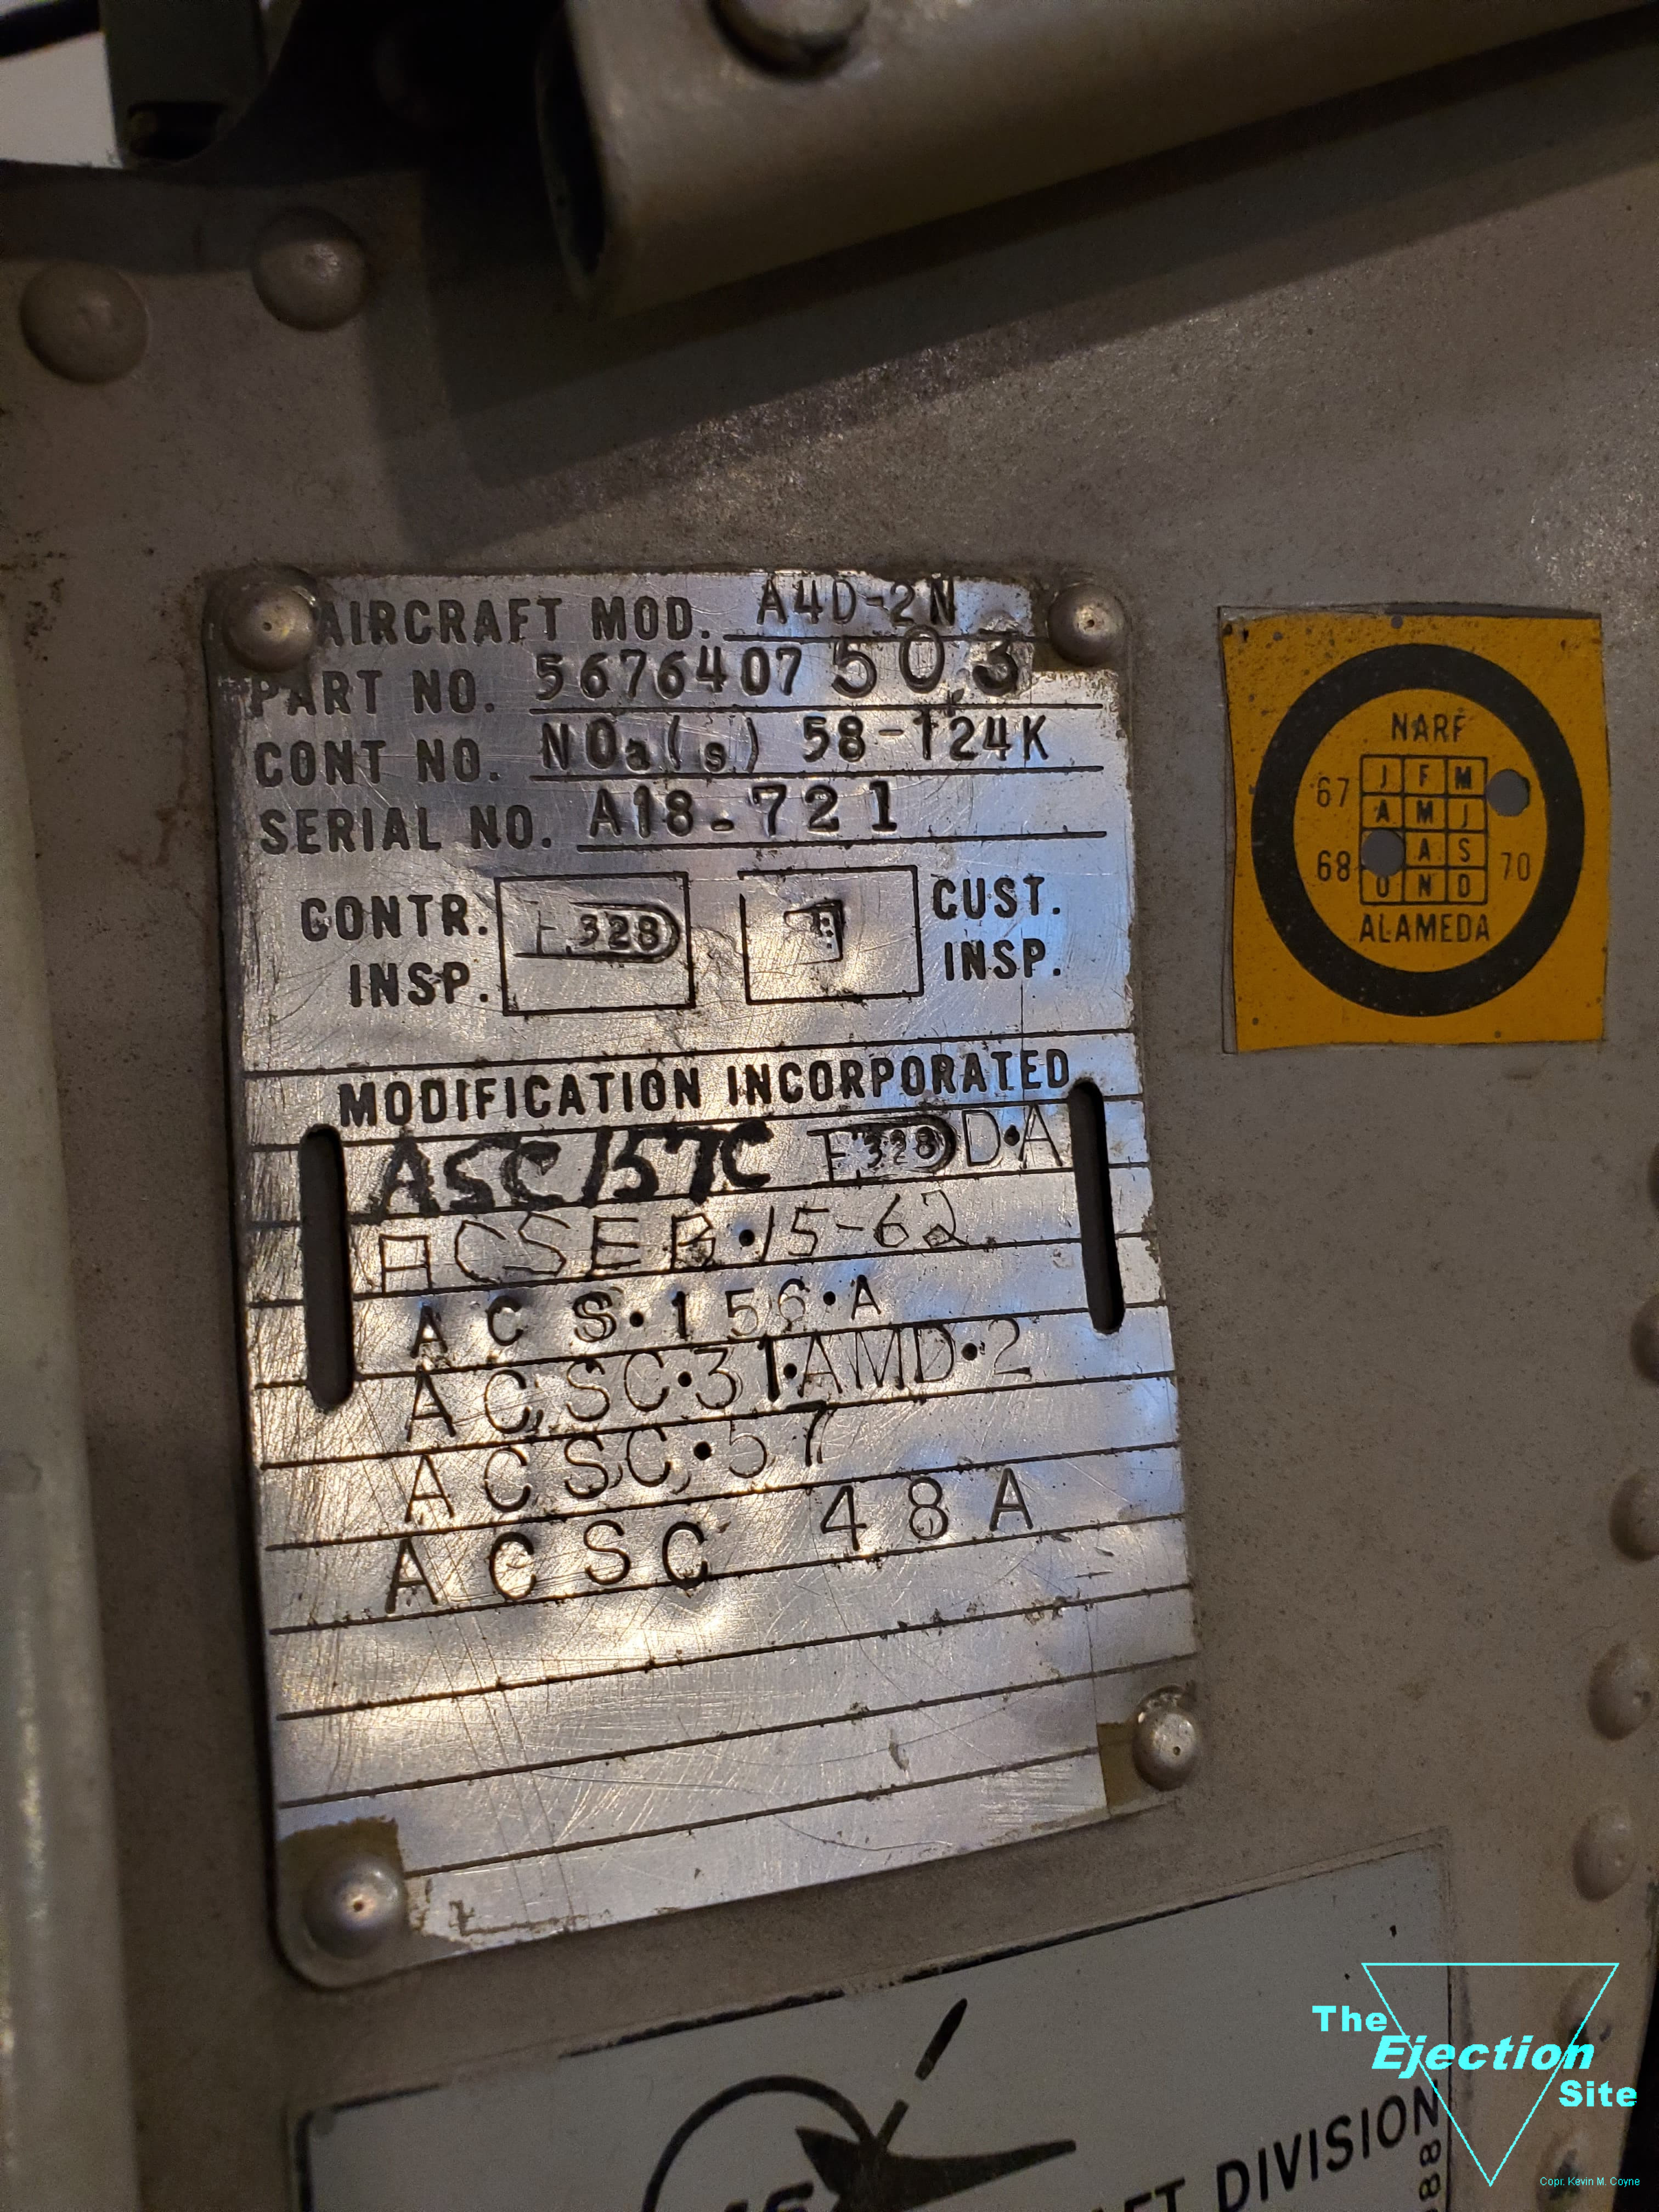 AIRCRAFT MOD. A4D-2N
PART NO. 5676407 503
CONT NO. NOa(s) 58-124K
SERIAL NO. A18-721
CONTR. INSP. 328
CUST. INSP.
MODIFICATION INCORPORATED
ASC 157C F 328 D·A
ACSEB·15-62
ACS·156·A
ACSC·31·AMD·2
ACSC·57
ACSC 48A
NARF
67
J F M
A M J
A S
68 70
O N D
ALAMEDA
DIVISION
88
The
Ejection
Site
Copr. Kevin M. Coyne